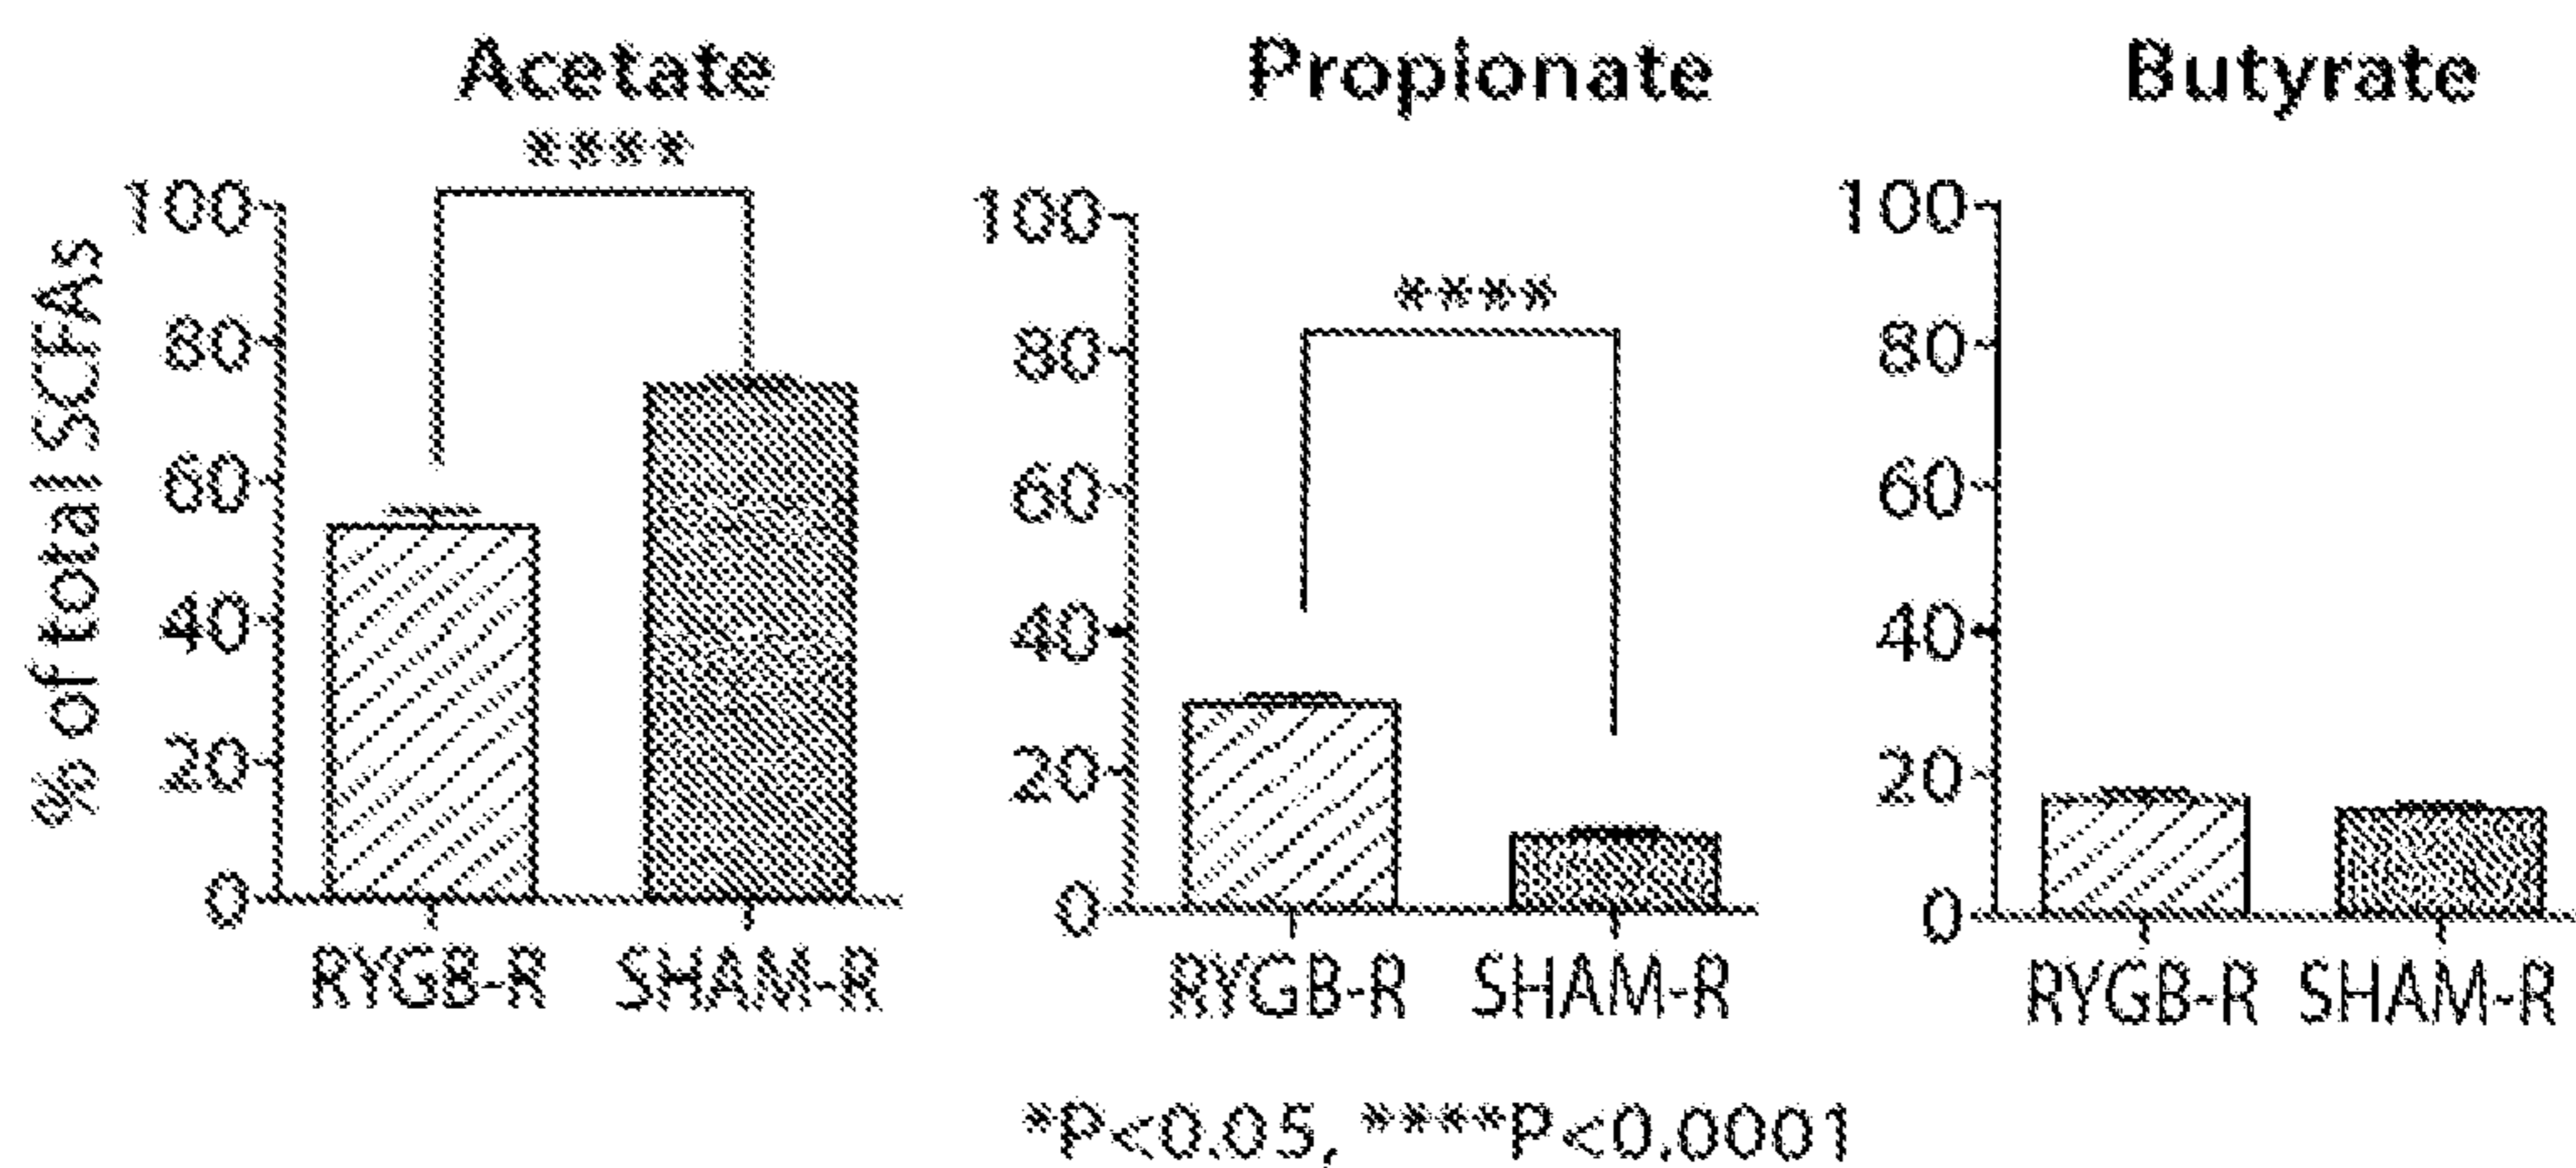 Acetate
****
% of total SCFAs
100
80
60
40
20
0
RYGB-R SHAM-R
Propionate
****
100
80
60
40
20
0
RYGB-R SHAM-R
Butyrate
100
80
60
40
20
0
RYGB-R SHAM-R
*P<0.05, ****P<0.0001